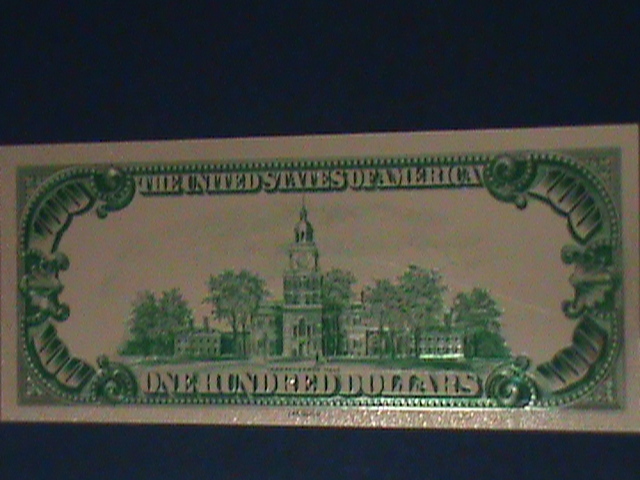 THE UNITED STATES OF AMERICA
ONE HUNDRED DOLLARS